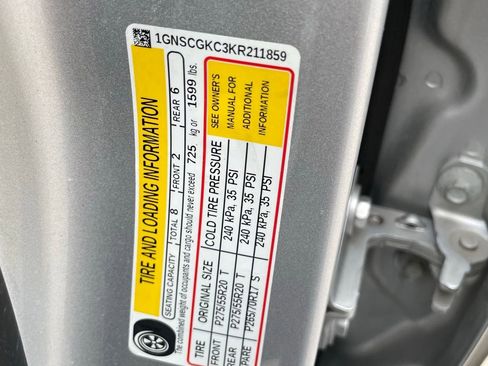 1GNSCGKC3KR211859
TIRE AND LOADING INFORMATION
SEATING CAPACITY TOTAL 8 FRONT 2 REAR 6
The combined weight of occupants and cargo should never exceed 725 kg or 1599 lbs.
TIRE ORIGINAL SIZE COLD TIRE PRESSURE
FRONT P275/55R20 T 240 kPa, 35 PSI
REAR P275/55R20 T 240 kPa, 35 PSI
SPARE P265/70R17 S 240 kPa, 35 PSI
SEE OWNER'S
MANUAL FOR
ADDITIONAL
INFORMATION